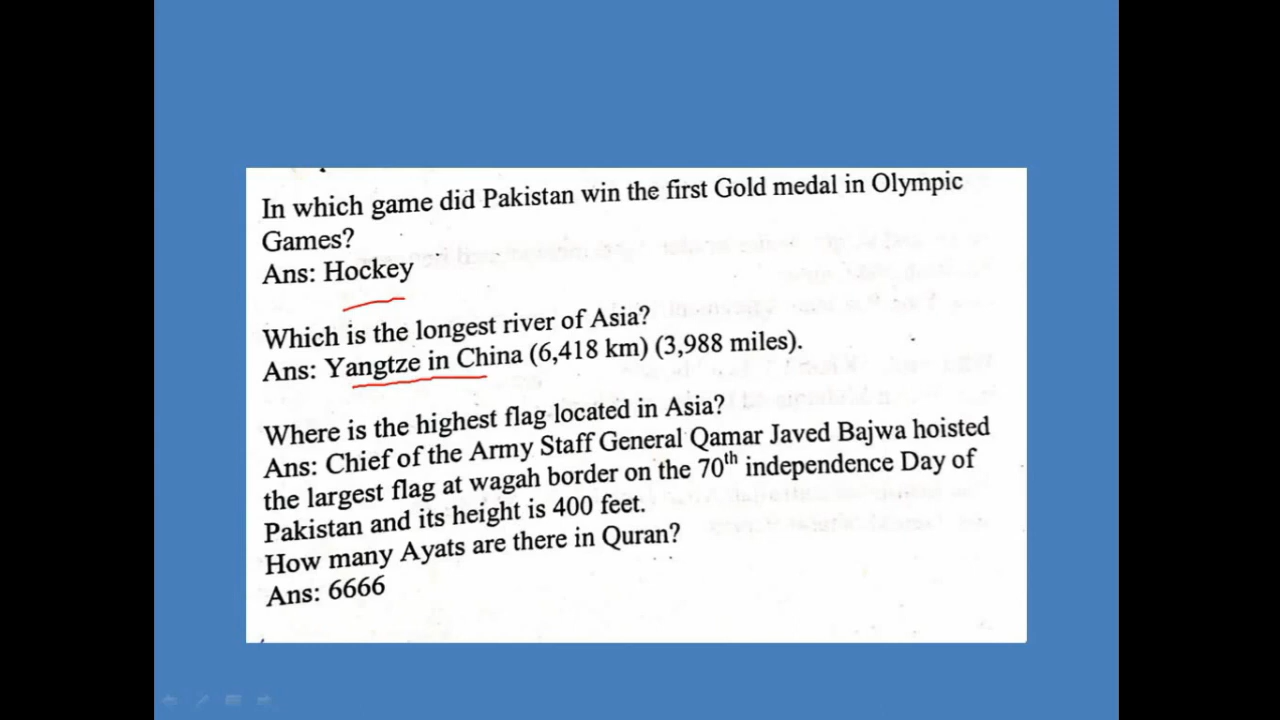 In which game did Pakistan win the first Gold medal in Olympic
Games?
Ans: Hockey
Which is the longest river of Asia?
Ans: Yangtze in China (6,418 km) (3,988 miles).
Where is the highest flag located in Asia?
Ans: Chief of the Army Staff General Qamar Javed Bajwa hoisted
the largest flag at wagah border on the 70th independence Day of
Pakistan and its height is 400 feet.
How many Ayats are there in Quran?
Ans: 6666